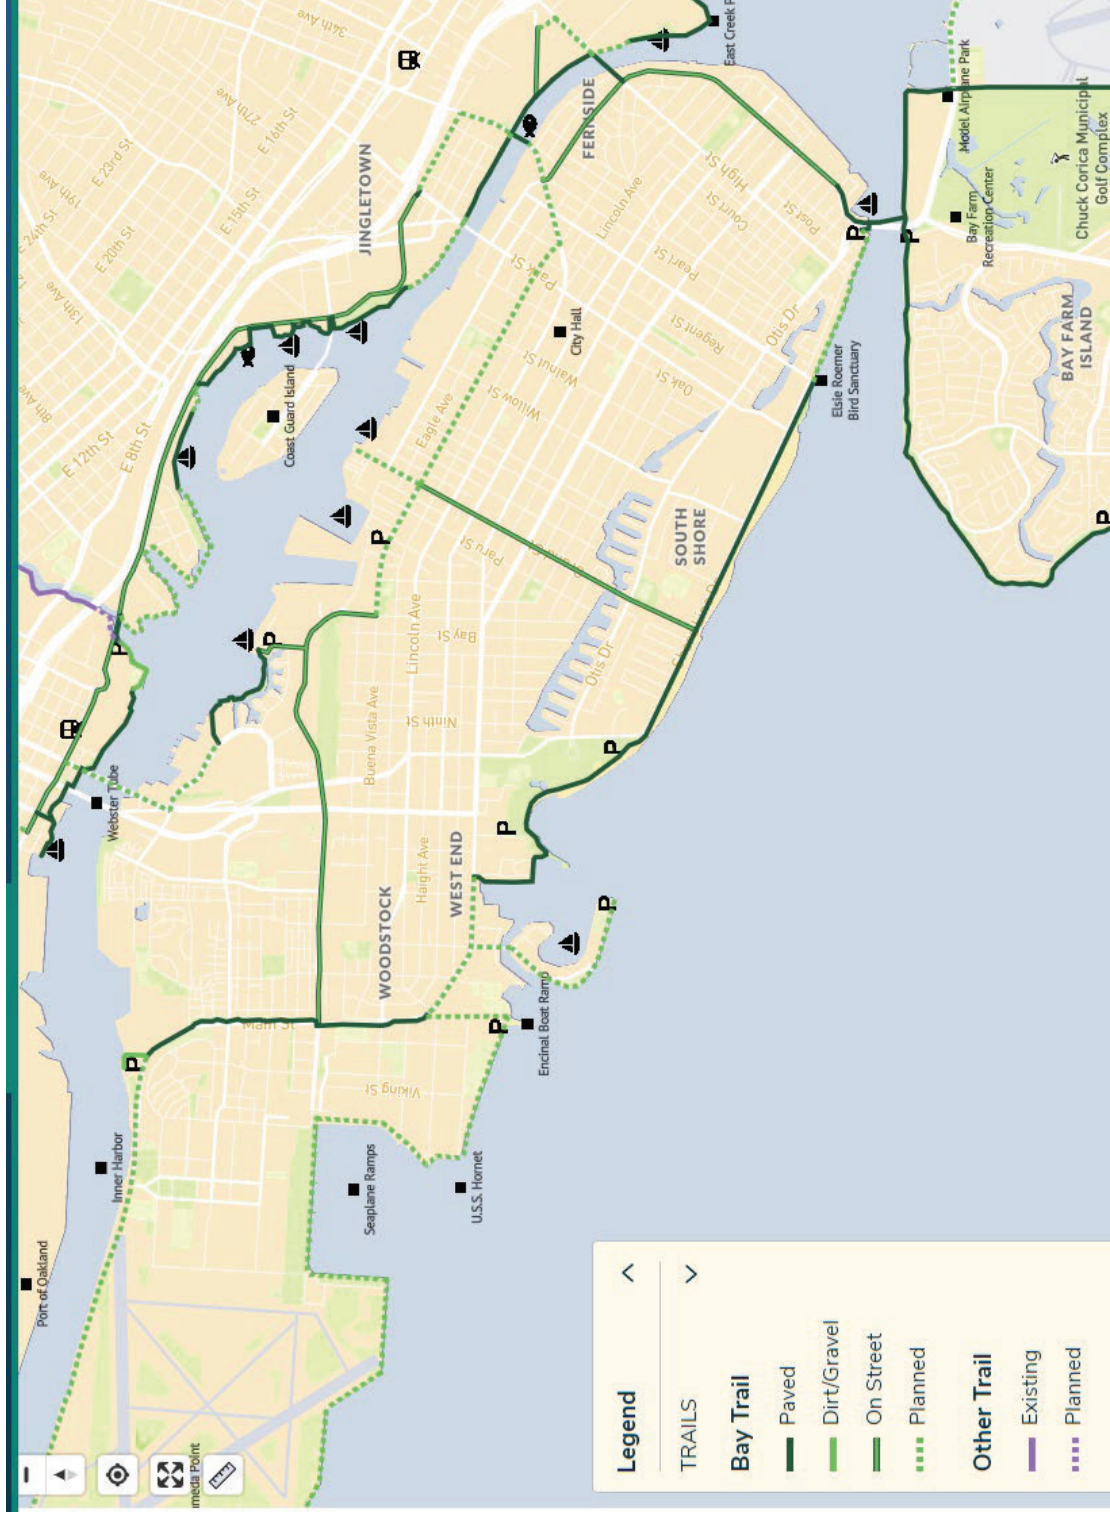 34th Ave
27th Ave
E 23rd St
E 16th St
19th Ave
E 15th St
E 20th St
13th Ave
8th Ave
E 12th St
E 8th St
JINGLETOWN
FERNSIDE
Model Airplane Park
Chuck Corica Municipal
Golf Complex
Bay Farm
Recreation Center
BAY FARM
ISLAND
High St
Court St
Post St
Lincoln Ave
Pearl St
Park St
Regent St
Otis Dr
City Hall
Walnut St
Oak St
Willow St
Eagle Ave
Elsie Roemer
Bird Sanctuary
Coast Guard Island
SOUTH
SHORE
Paru St
Lincoln Ave
Bay St
Otis Dr
Ninth St
Buena Vista Ave
Webster Tube
Haight Ave
WEST END
WOODSTOCK
Main St
Encinal Boat Ramp
Viking St
Inner Harbor
Seaplane Ramps
U.S.S. Hornet
Port of Oakland
Legend
TRAILS
Bay Trail
Paved
Dirt/Gravel
On Street
Planned
Other Trail
Existing
Planned